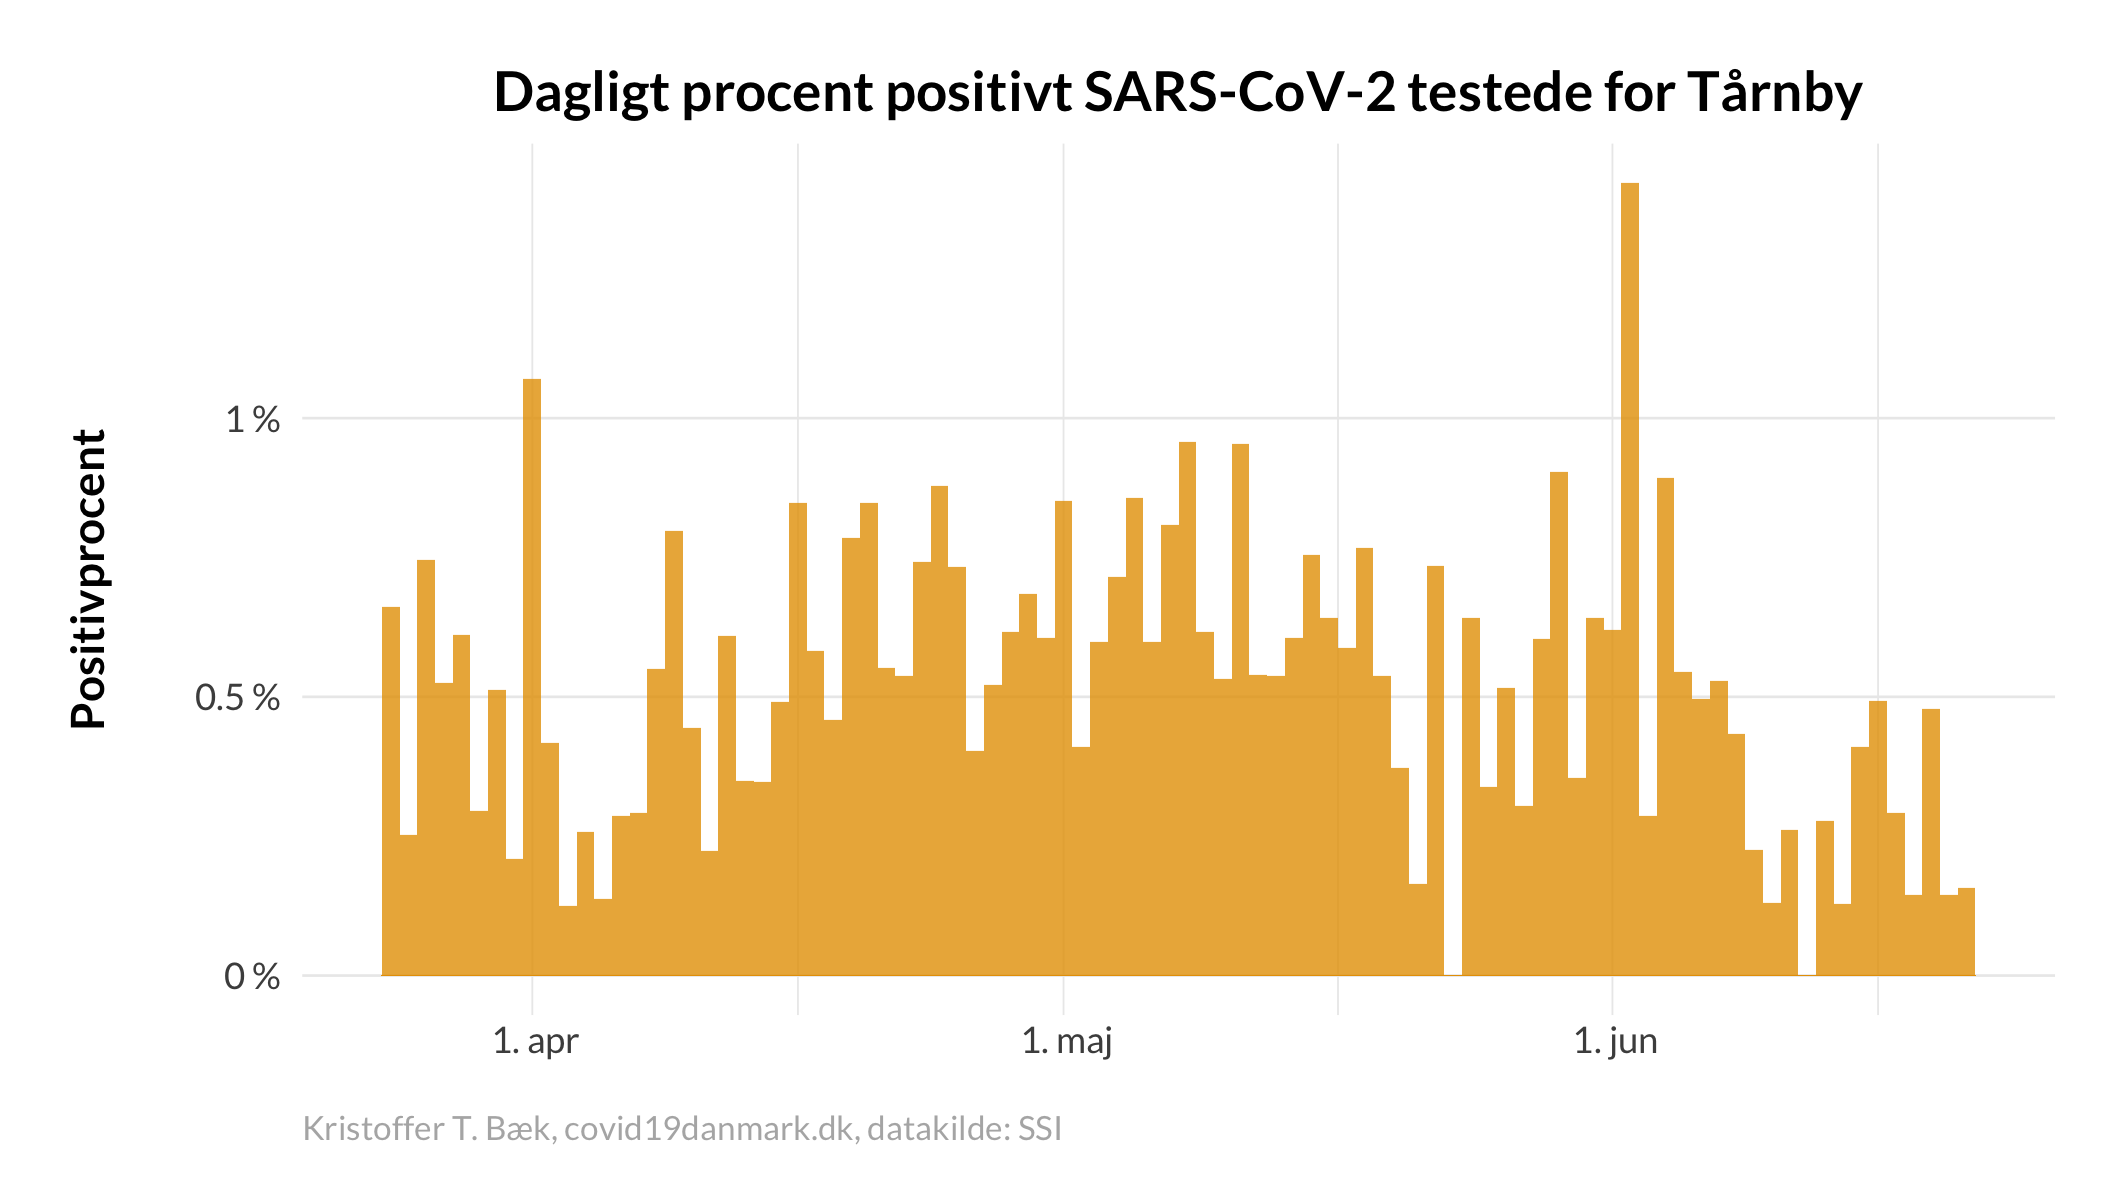 Dagligt procent positivt SARS-CoV-2 testede for Tårnby
Positivprocent
1 %
0.5 %
0 %
1. apr
1. maj
1. jun
Kristoffer T. Bæk, covid19danmark.dk, datakilde: SSI